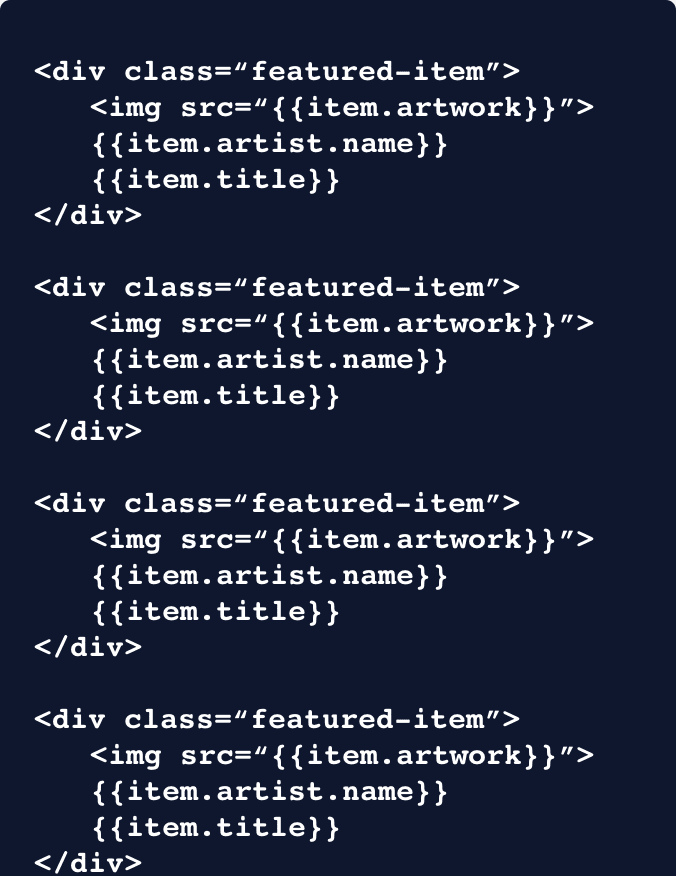 <div class=“featured-item”>
<img src=“{{item.artwork}}”>
{{item.artist.name}}
{{item.title}}
</div>
<div class=“featured-item”>
<img src=“{{item.artwork}}”>
{{item.artist.name}}
{{item.title}}
</div>
<div class=“featured-item”>
<img src=“{{item.artwork}}”>
{{item.artist.name}}
{{item.title}}
</div>
<div class=“featured-item”>
<img src=“{{item.artwork}}”>
{{item.artist.name}}
{{item.title}}
</div>